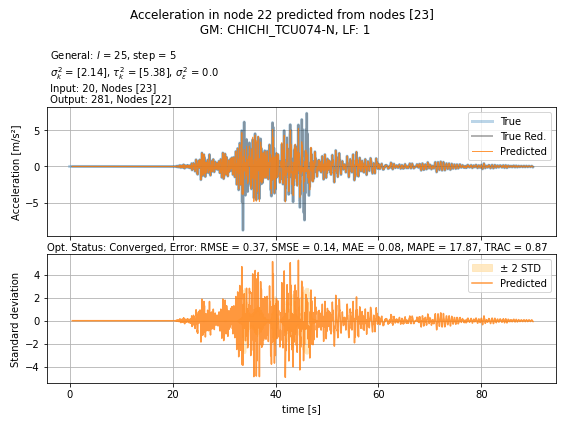 Acceleration in node 22 predicted from nodes [23]
GM: CHICHI_TCU074-N, LF: 1
General: l = 25, step = 5
σ²ₖ = [2.14], τ²ₖ = [5.38], σ²ε = 0.0
Input: 20, Nodes [23]
Output: 281, Nodes [22]
Acceleration [m/s²]
5
0
−5
True
True Red.
Predicted
Opt. Status: Converged, Error: RMSE = 0.37, SMSE = 0.14, MAE = 0.08, MAPE = 17.87, TRAC = 0.87
Standard deviation
4
2
0
−2
−4
± 2 STD
Predicted
0 20 40 60 80
time [s]